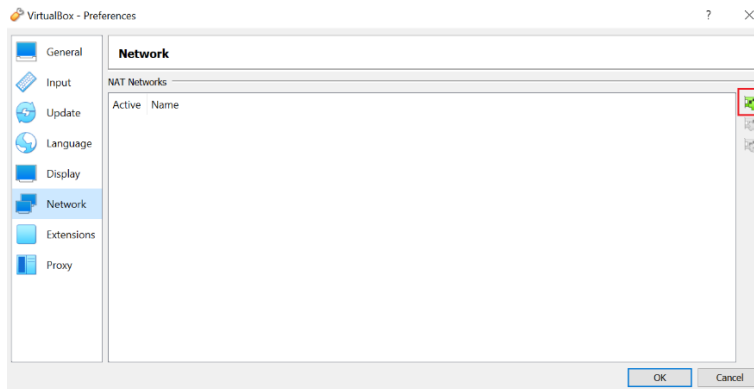 VirtualBox - Preferences
?
General
Network
Input
NAT Networks
Active Name
Update
Language
Display
Network
Extensions
Proxy
OK Cancel